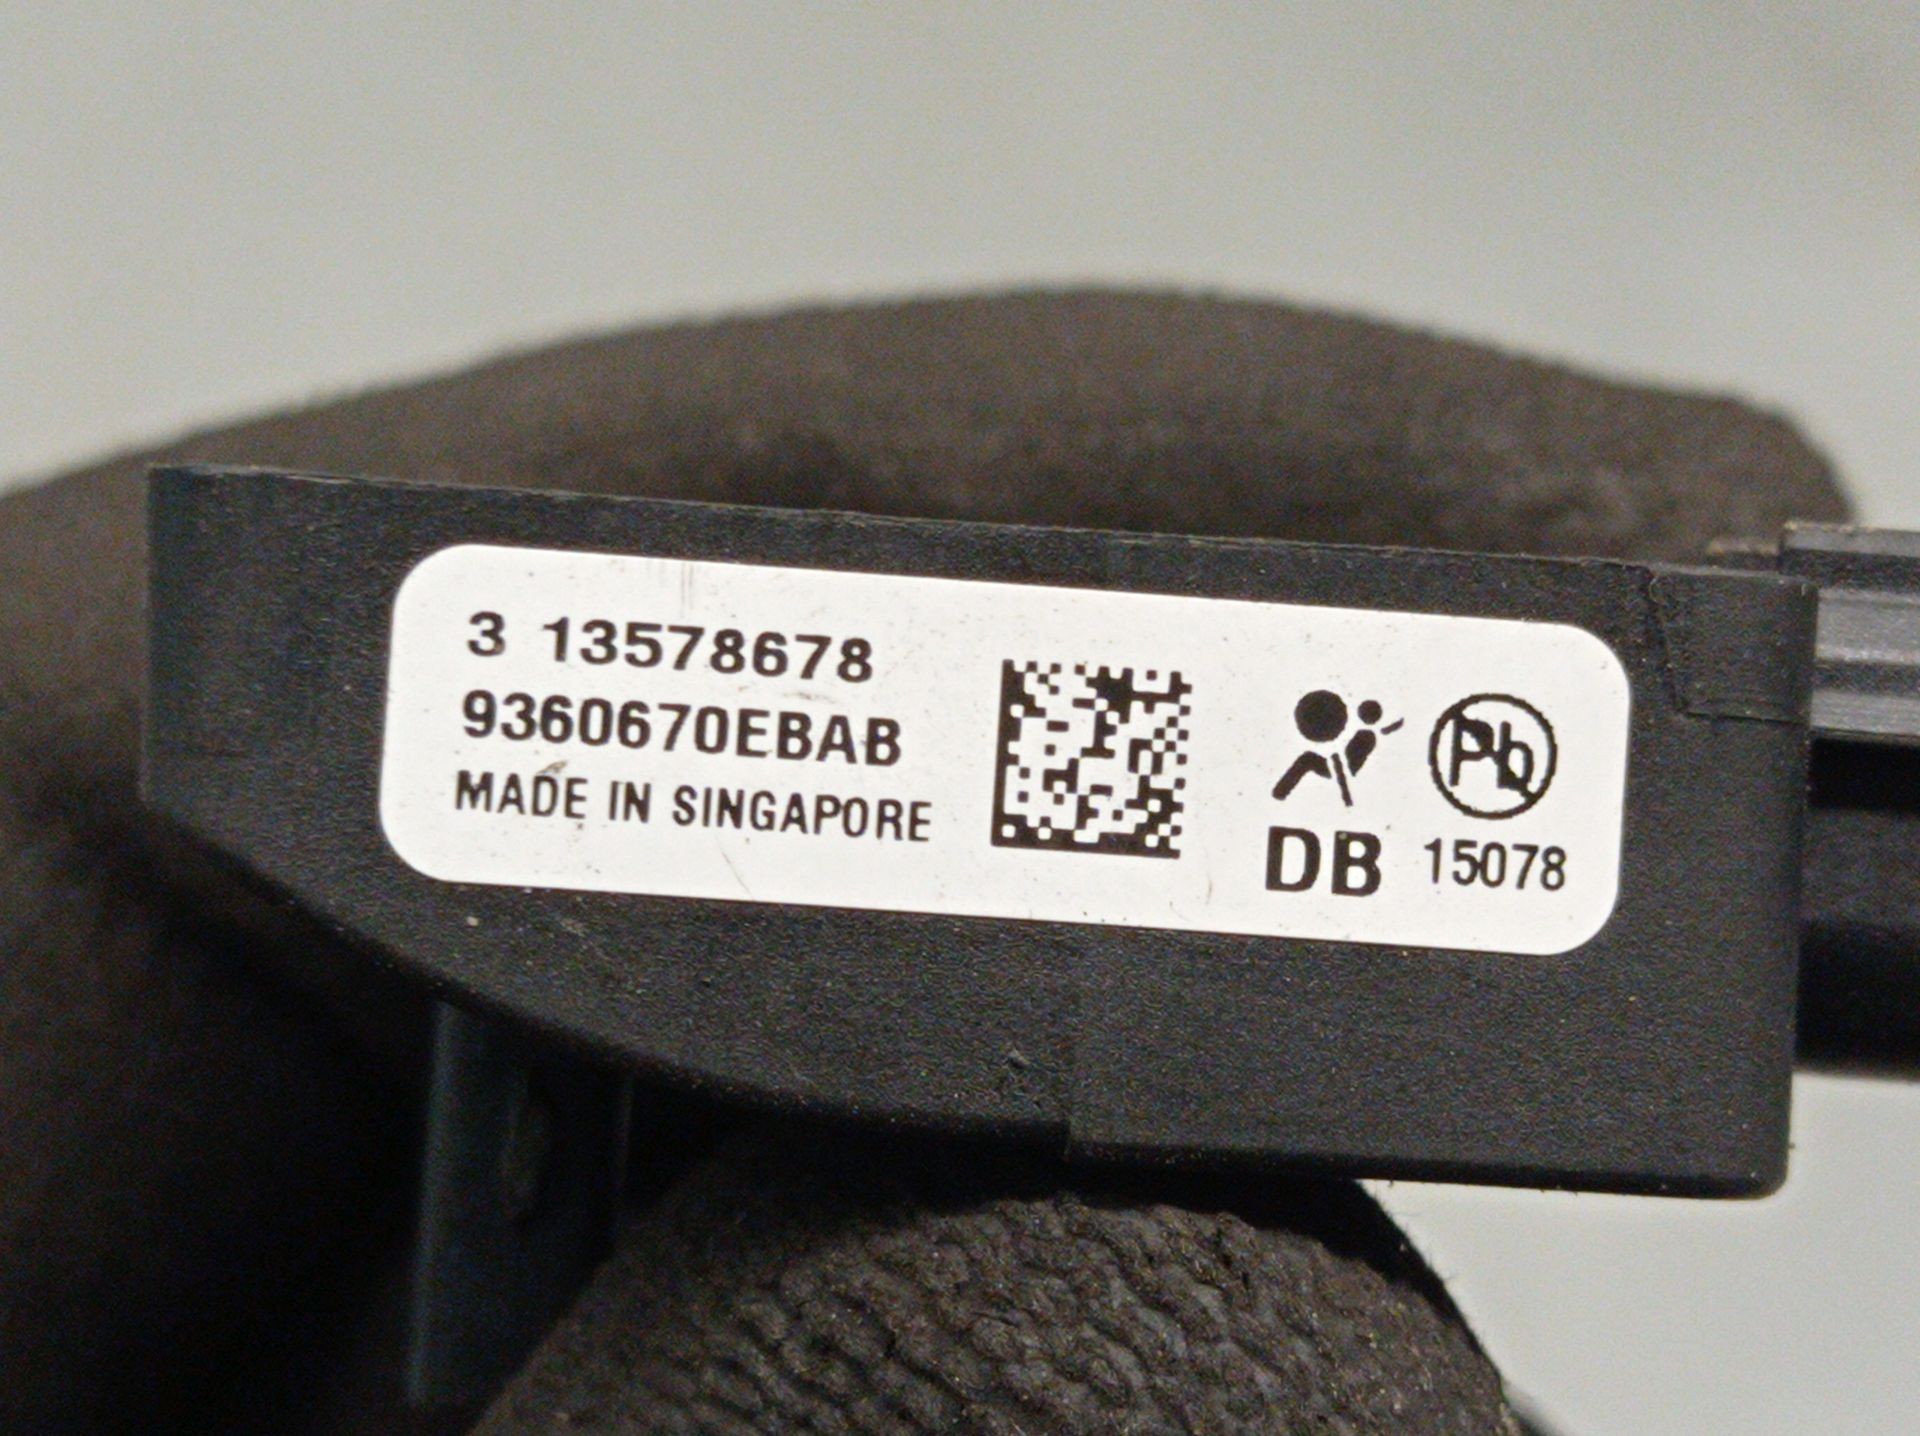 3 13578678
9360670EBAB
MADE IN SINGAPORE
Pb
DB 15078